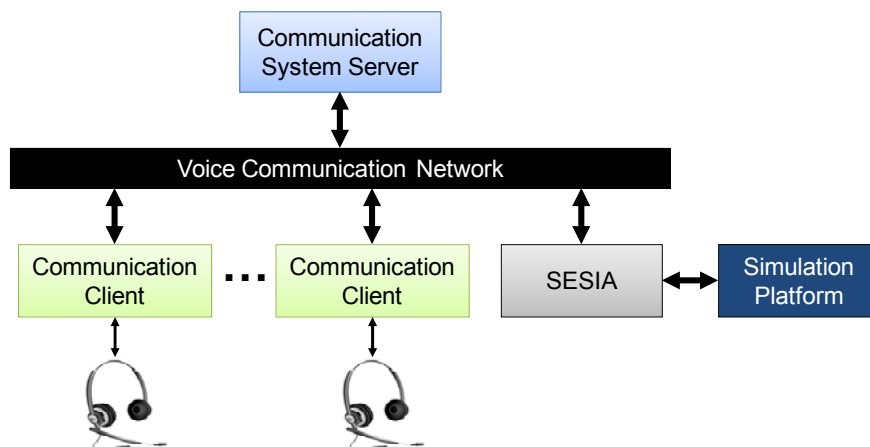 Communication
System Server
Voice Communication Network
Communication
Client
...
Communication
Client
SESIA
Simulation
Platform